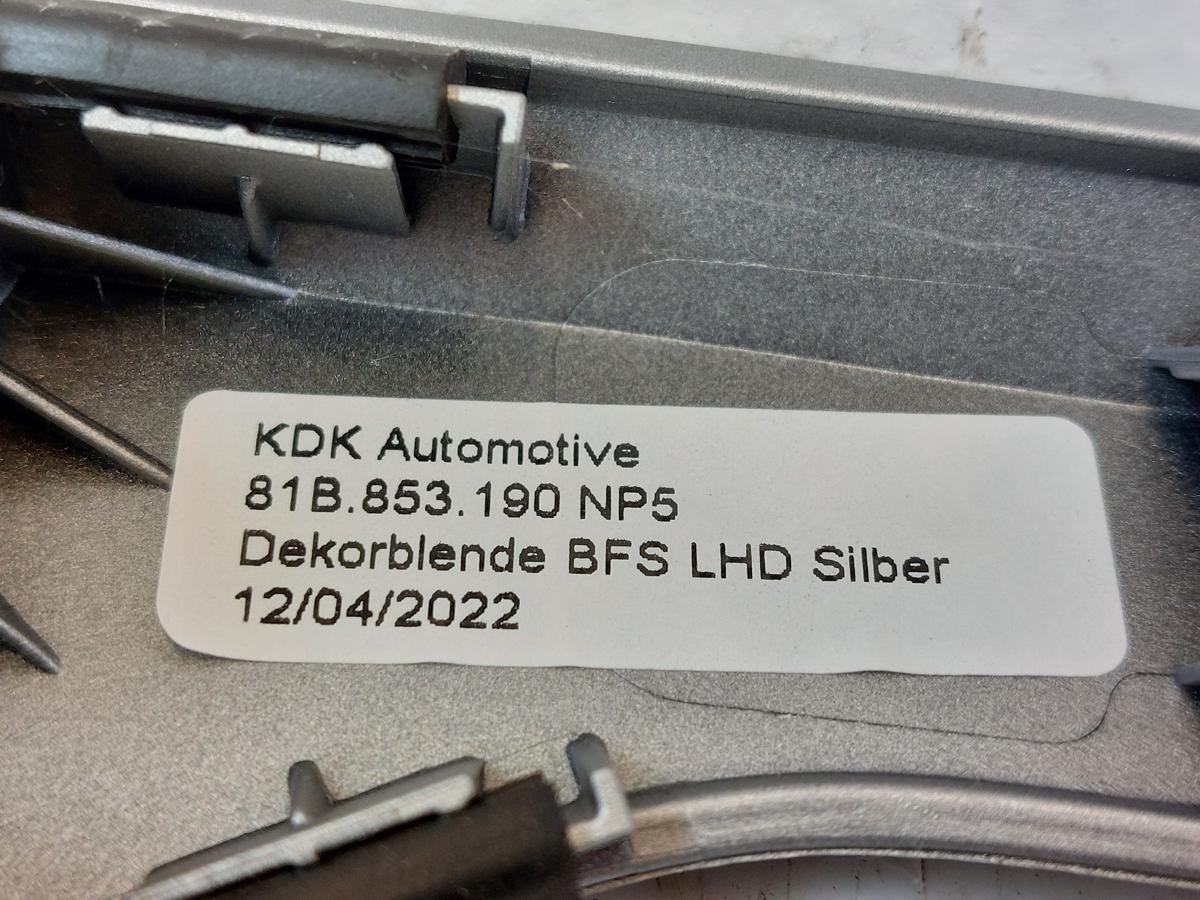 KDK Automotive
81B.853.190 NP5
Dekorblende BFS LHD Silber
12/04/2022